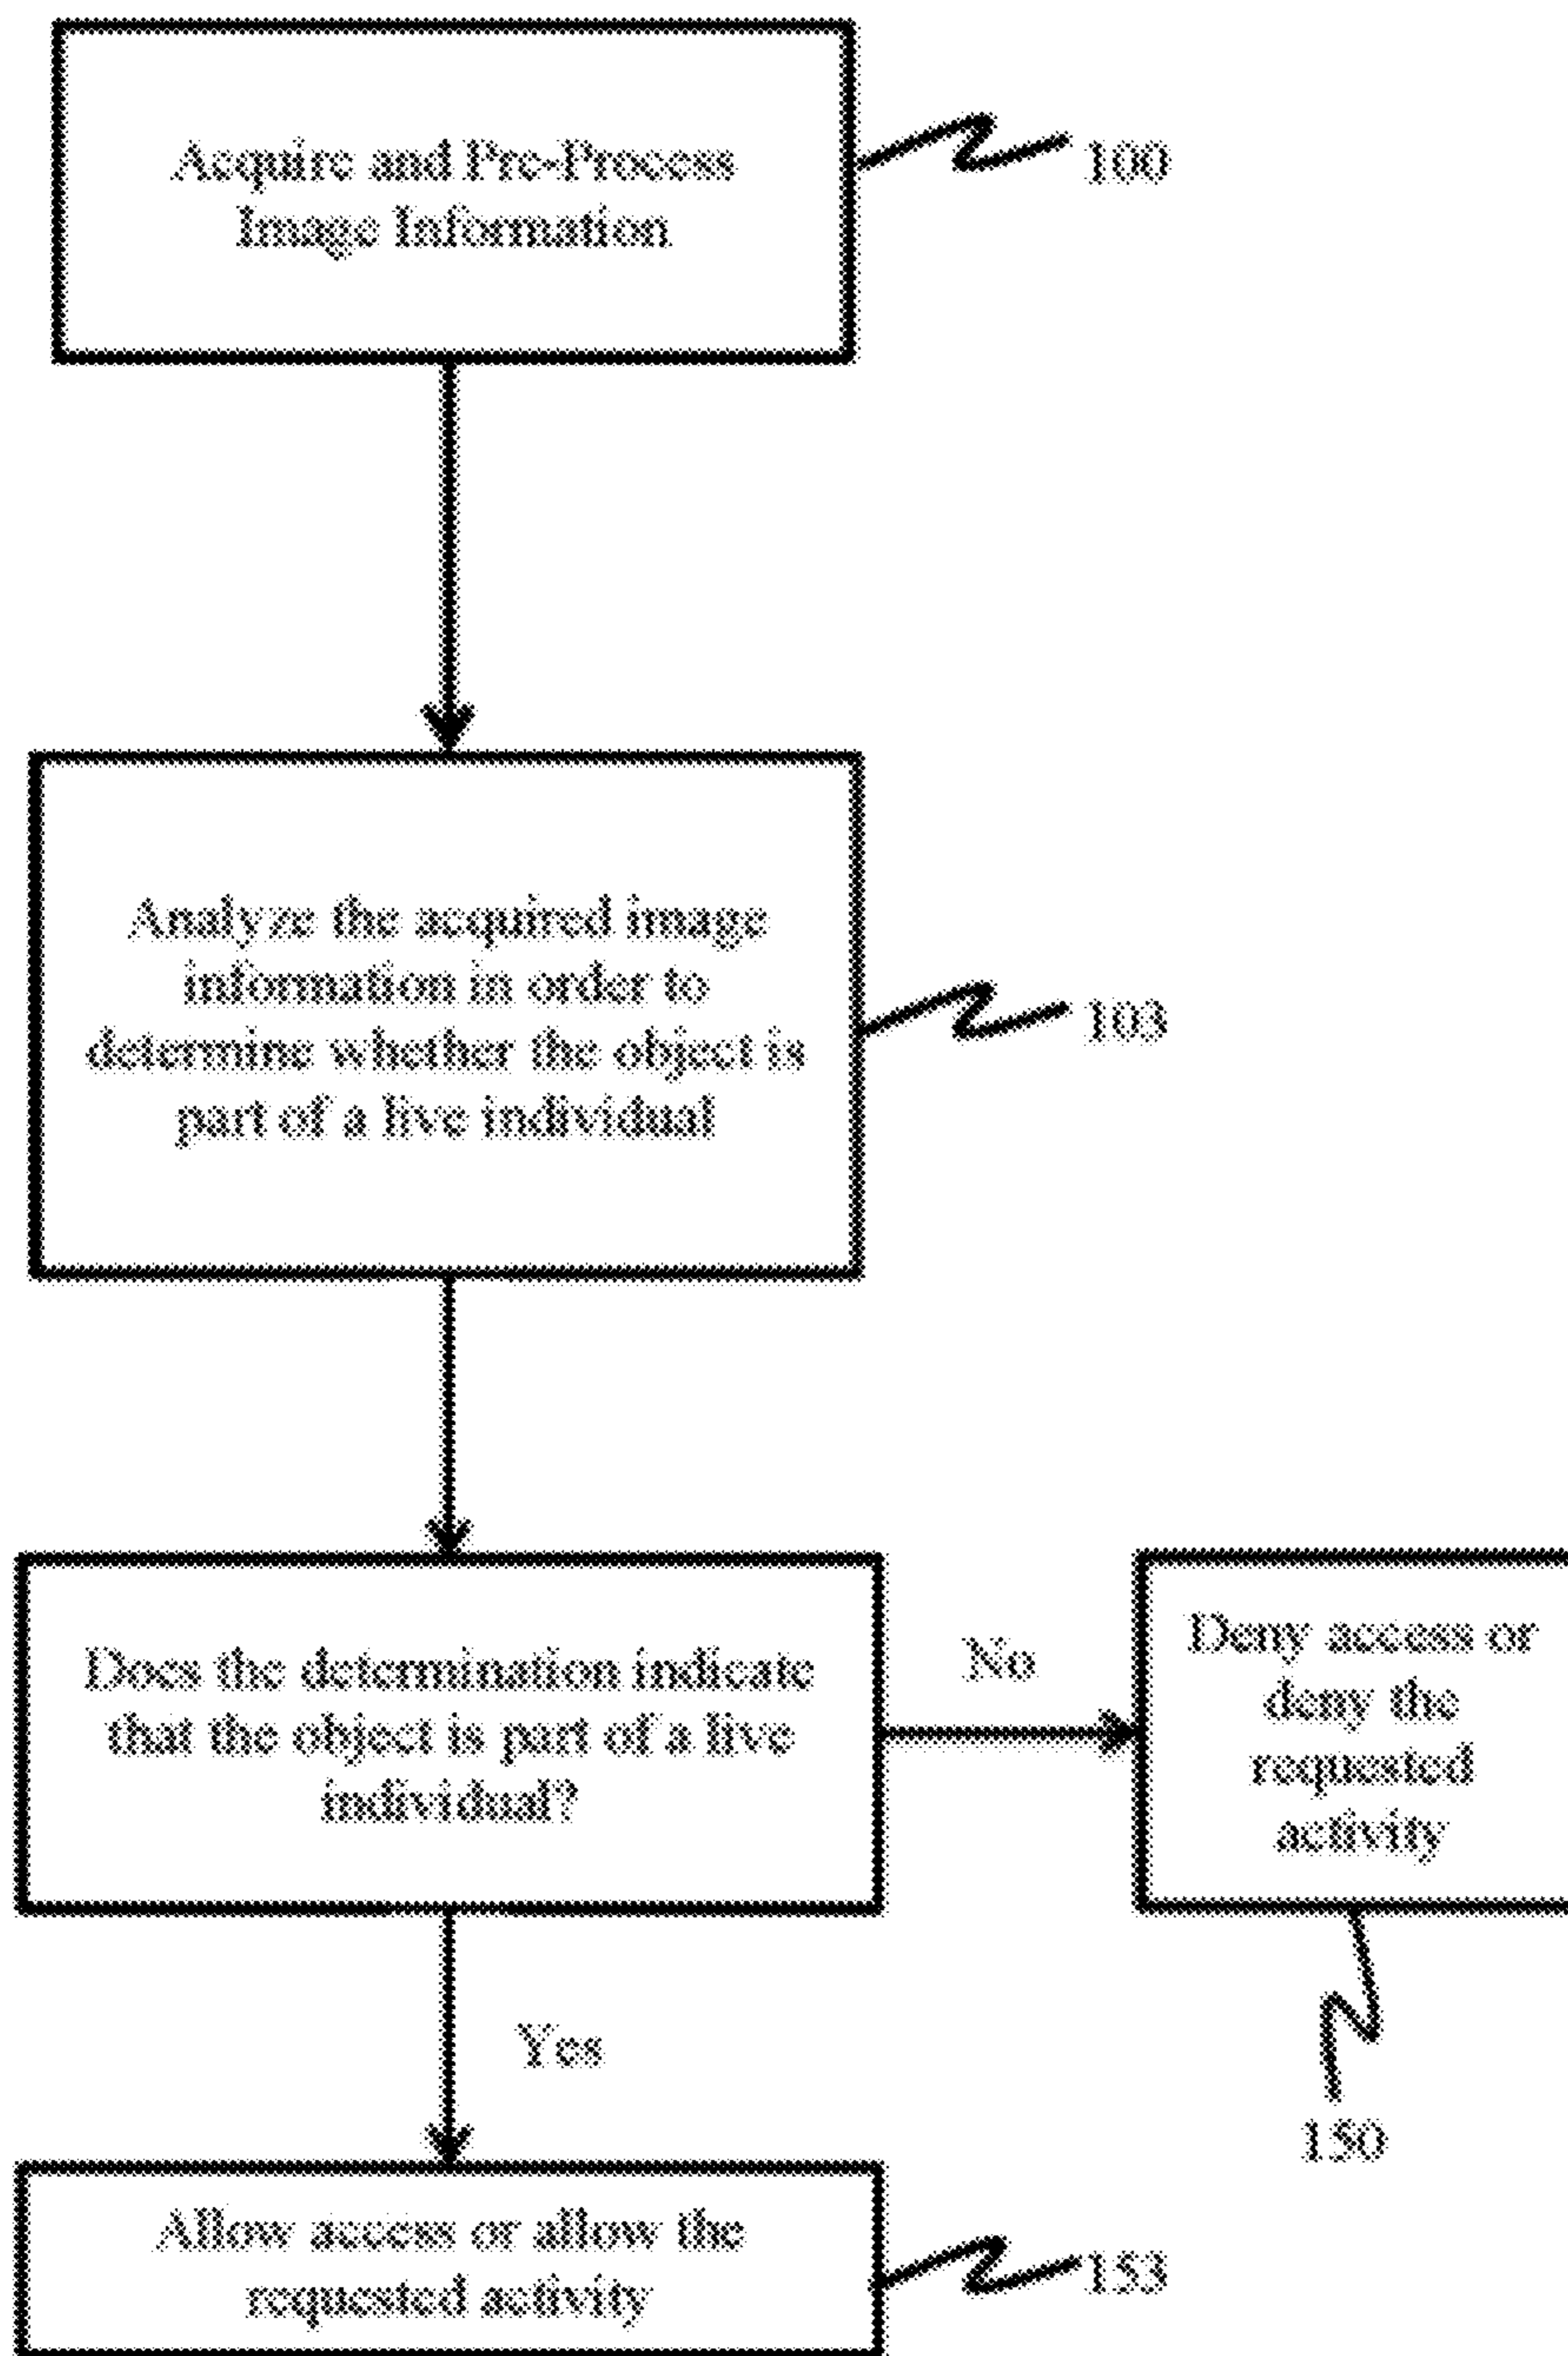 Acquire and Pre-Process
Image Information
100
Analyze the acquired image
information in order to
determine whether the object is
part of a live individual
103
Does the determination indicate
that the object is part of a live
individual?
No
Deny access or
deny the
requested
activity
150
Yes
Allow access or allow the
requested activity
153